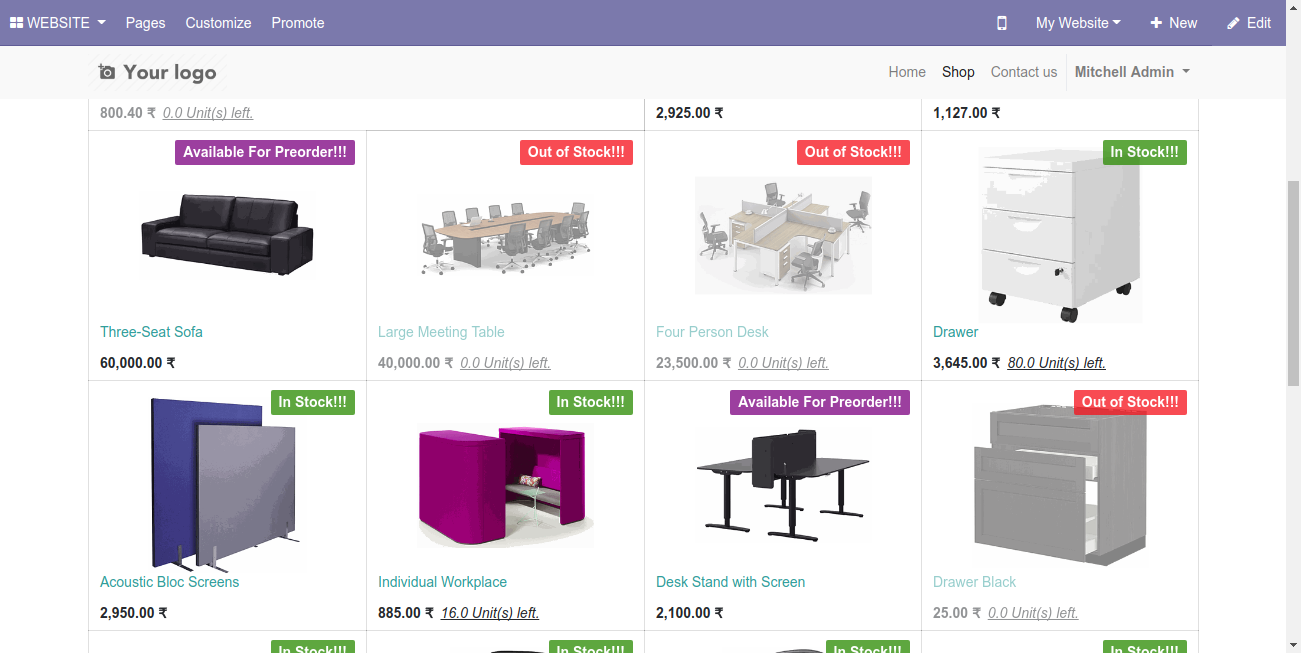 WEBSITE Pages Customize Promote My Website New Edit
Your logo Home Shop Contact us Mitchell Admin
800.40 ₹ 0.0 Unit(s) left. 2,925.00 ₹ 1,127.00 ₹
Available For Preorder!!! Out of Stock!!! Out of Stock!!! In Stock!!!
Three-Seat Sofa Large Meeting Table Four Person Desk Drawer
60,000.00 ₹ 40,000.00 ₹ 0.0 Unit(s) left. 23,500.00 ₹ 0.0 Unit(s) left. 3,645.00 ₹ 80.0 Unit(s) left.
In Stock!!! In Stock!!! Available For Preorder!!! Out of Stock!!!
Acoustic Bloc Screens Individual Workplace Desk Stand with Screen Drawer Black
2,950.00 ₹ 885.00 ₹ 16.0 Unit(s) left. 2,100.00 ₹ 25.00 ₹ 0.0 Unit(s) left.
In Stock!!! In Stock!!! In Stock!!! In Stock!!!